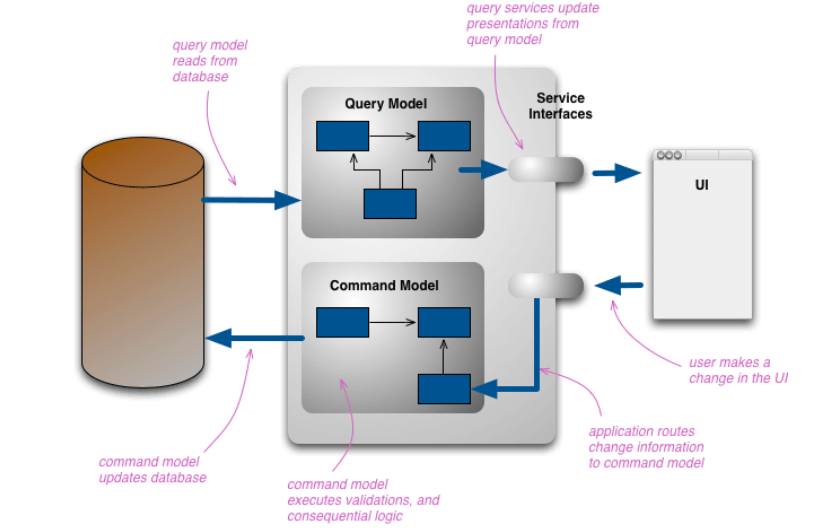 query services update
presentations from
query model
query model
reads from
database
Query Model
Service
Interfaces
UI
Command Model
user makes a
change in the UI
application routes
change information
to command model
command model
updates database
command model
executes validations, and
consequential logic